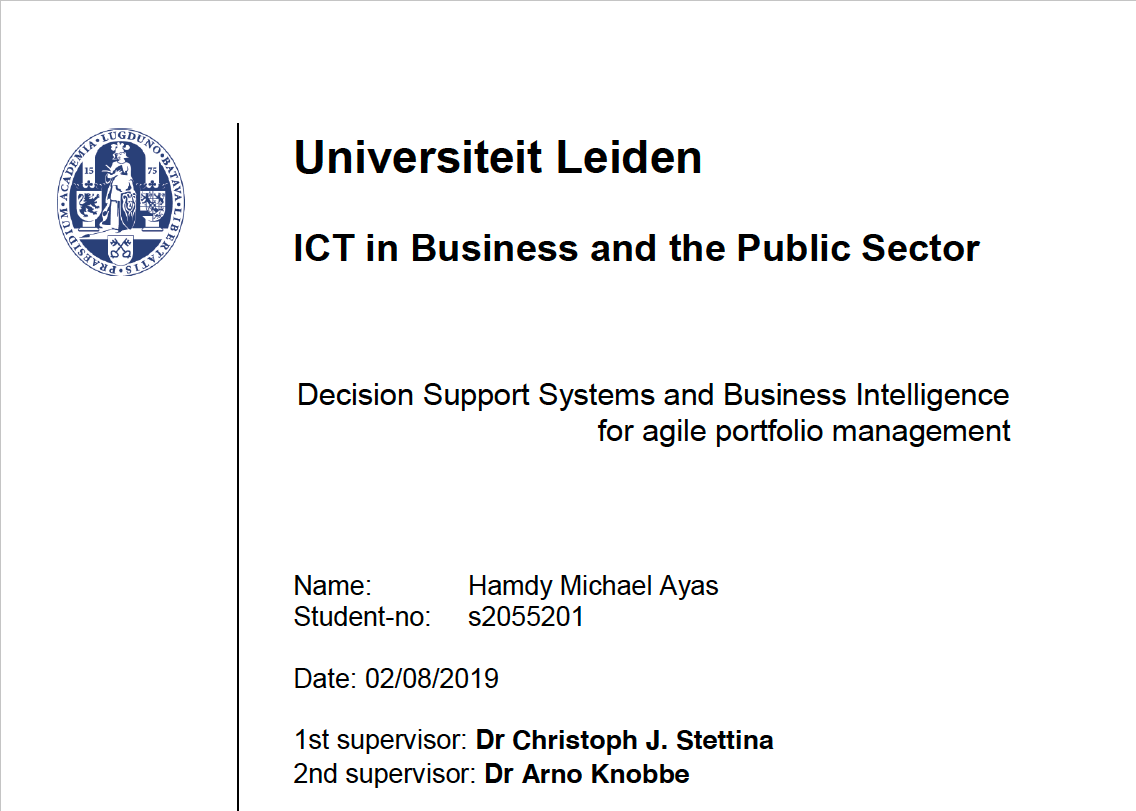 ACADEMIA·LUGDUNO·BATAVA·LIBERTATIS·PRAESIDIUM·
15 75
Universiteit Leiden
ICT in Business and the Public Sector
Decision Support Systems and Business Intelligence
for agile portfolio management
Name: Hamdy Michael Ayas
Student-no: s2055201
Date: 02/08/2019
1st supervisor: Dr Christoph J. Stettina
2nd supervisor: Dr Arno Knobbe